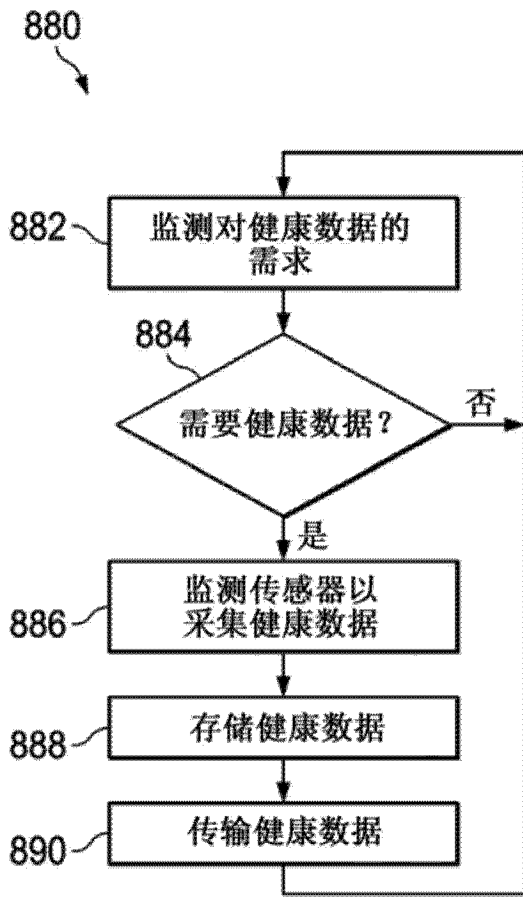 880
882
监测对健康数据的
需求
884
需要健康数据？
否
是
886
监测传感器以
采集健康数据
888
存储健康数据
890
传输健康数据